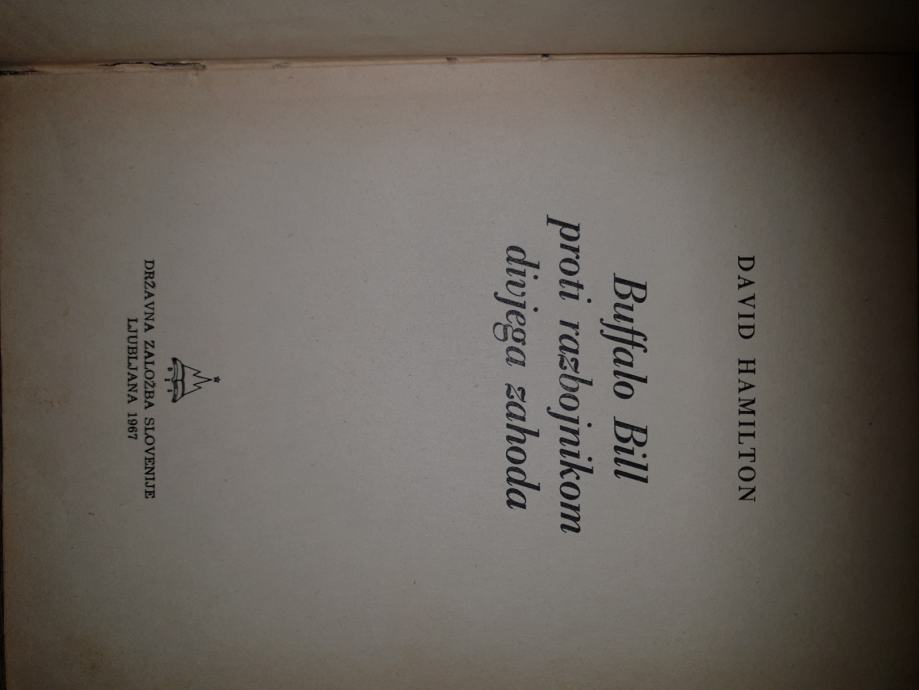 DAVID HAMILTON
Buffalo Bill
proti razbojnikom
divjega zahoda
DRŽAVNA ZALOŽBA SLOVENIJE
LJUBLJANA 1967